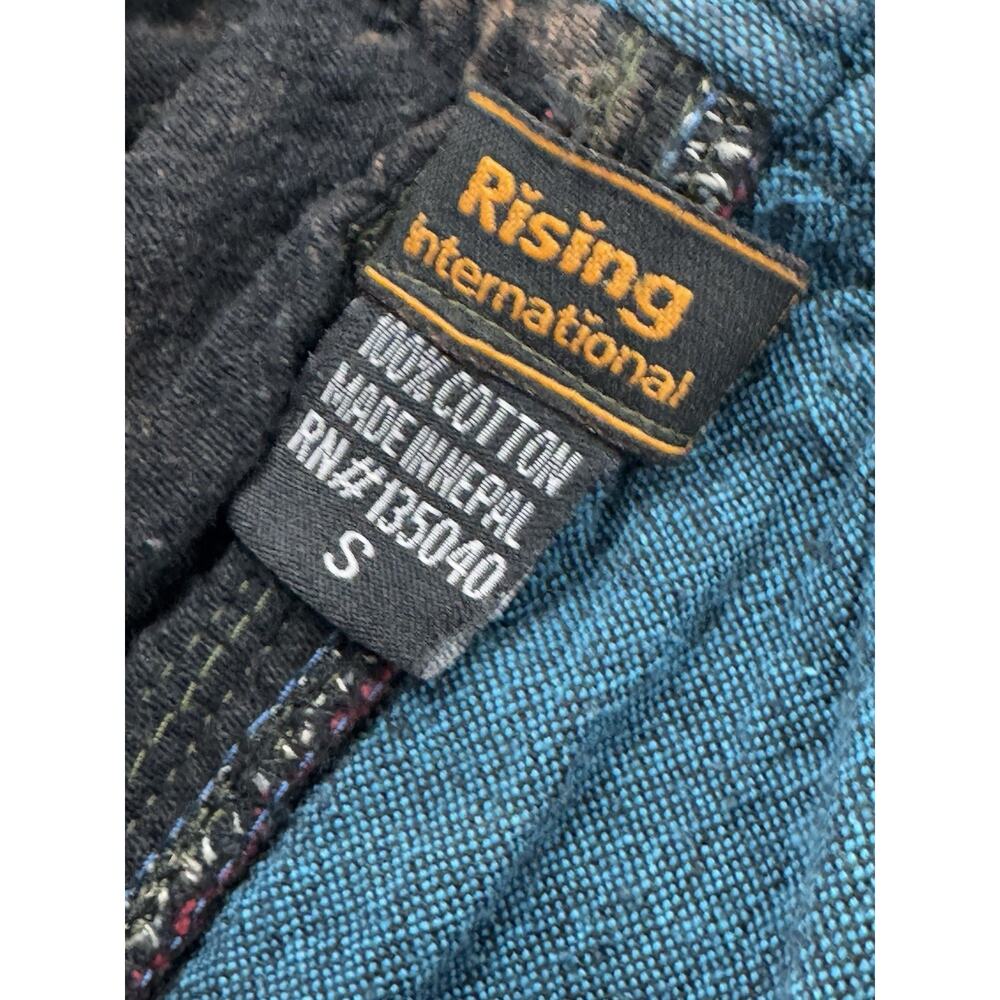 Rising
international
100% COTTON
MADE IN NEPAL
RN#135040
S